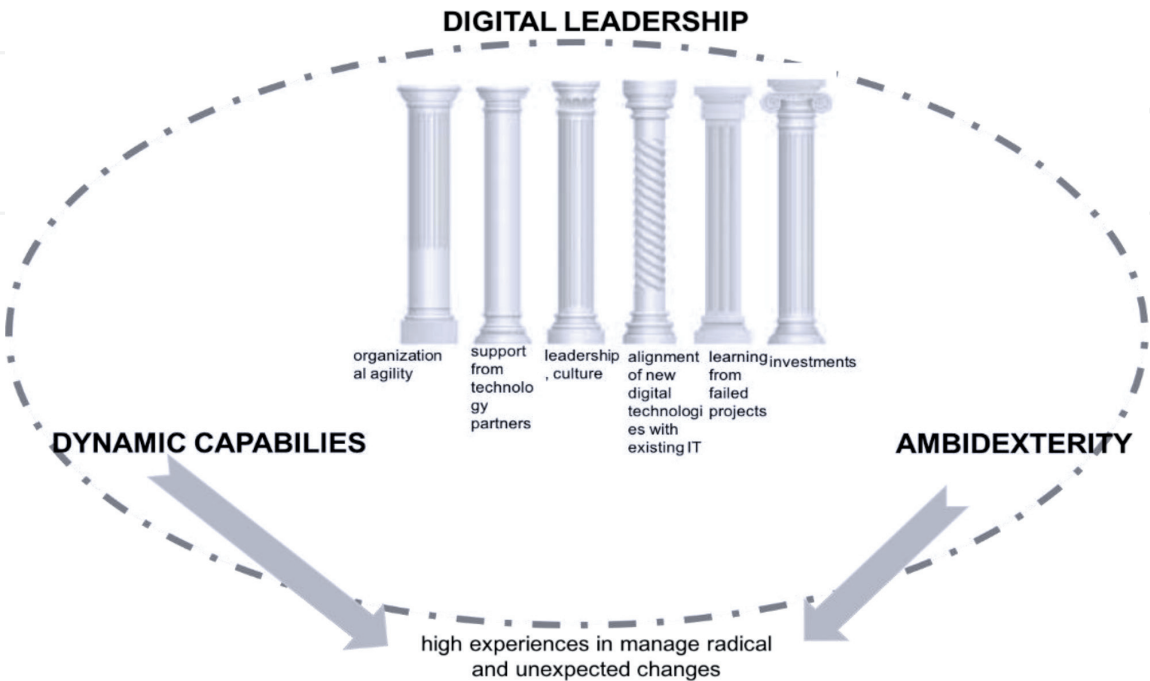 DIGITAL LEADERSHIP
organization
al agility
support
from
technolo
gy
partners
leadership
, culture
alignment
of new
digital
technologi
es with
existing IT
learning
from
failed
projects
investments
DYNAMIC CAPABILIES
AMBIDEXTERITY
high experiences in manage radical
and unexpected changes